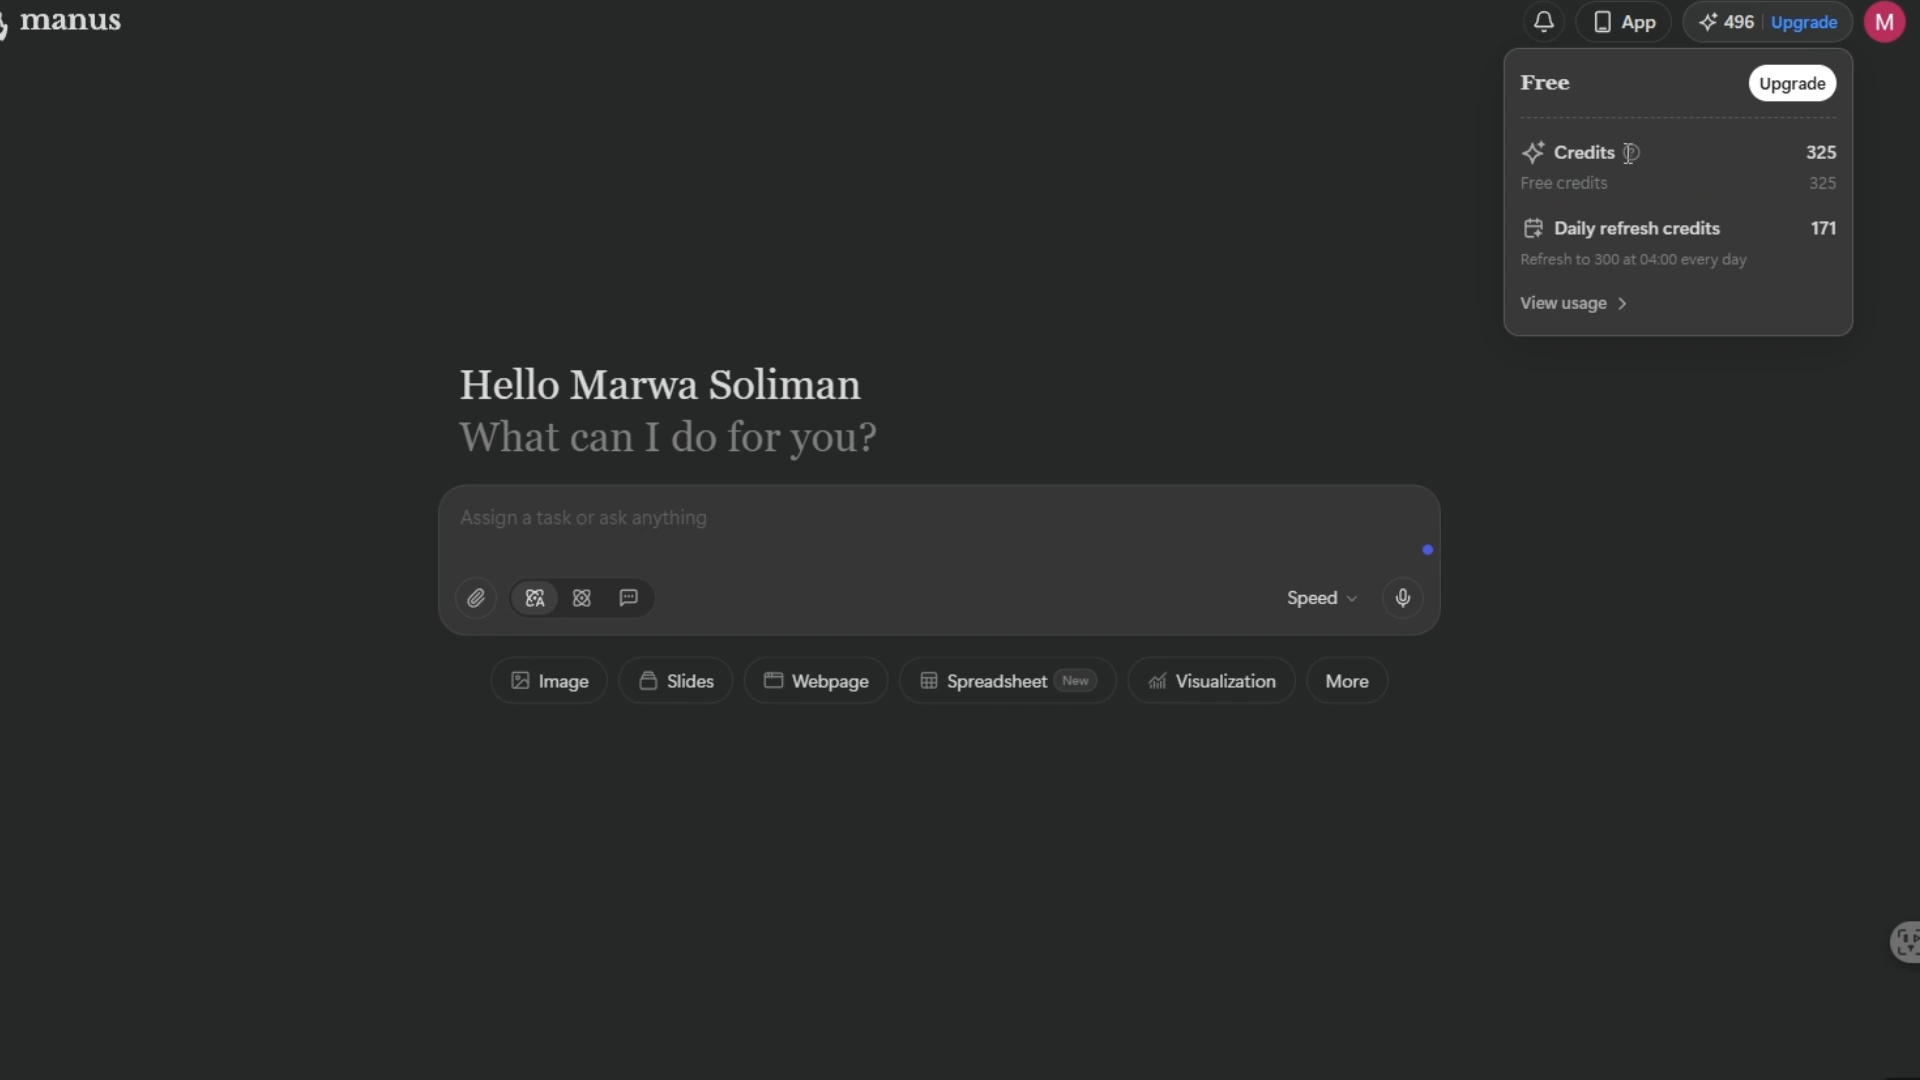 manus
App
496 Upgrade
M
Free Upgrade
Credits 325
Free credits 325
Daily refresh credits 171
Refresh to 300 at 04:00 every day
View usage
Hello Marwa Soliman
What can I do for you?
Assign a task or ask anything
Speed
Image Slides Webpage Spreadsheet New Visualization More